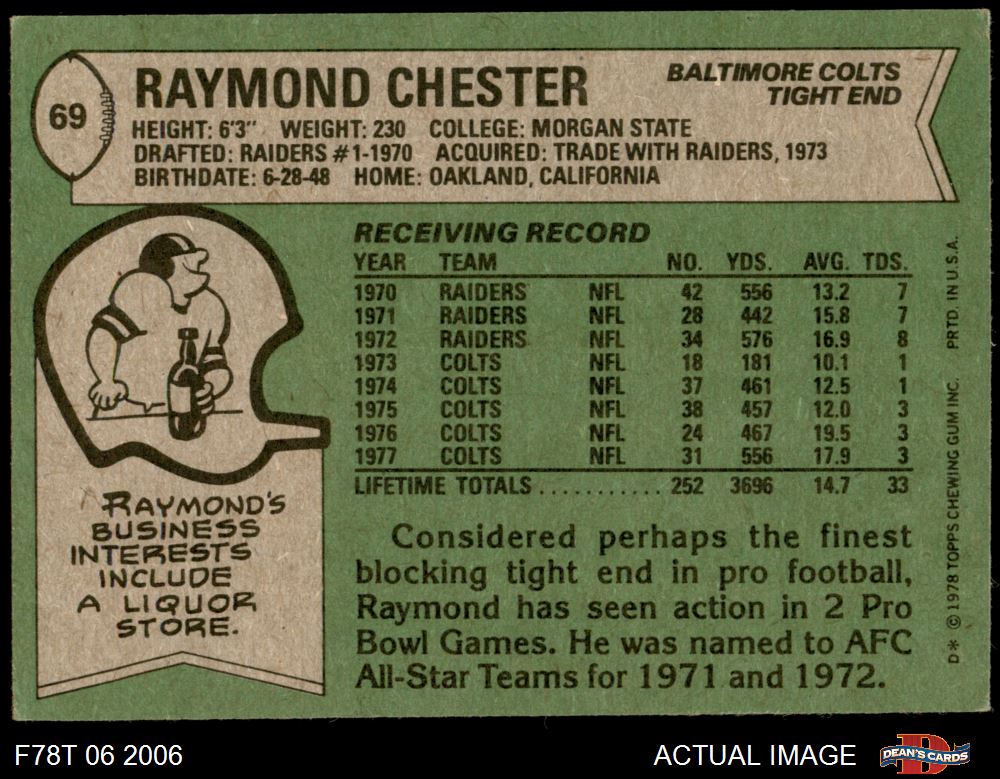 69
RAYMOND CHESTER
BALTIMORE COLTS
TIGHT END
HEIGHT: 6'3" WEIGHT: 230 COLLEGE: MORGAN STATE
DRAFTED: RAIDERS #1-1970 ACQUIRED: TRADE WITH RAIDERS, 1973
BIRTHDATE: 6-28-48 HOME: OAKLAND, CALIFORNIA
RECEIVING RECORD
YEAR TEAM NO. YDS. AVG. TDS.
1970 RAIDERS NFL 42 556 13.2 7
1971 RAIDERS NFL 28 442 15.8 7
1972 RAIDERS NFL 34 576 16.9 8
1973 COLTS NFL 18 181 10.1 1
1974 COLTS NFL 37 461 12.5 1
1975 COLTS NFL 38 457 12.0 3
1976 COLTS NFL 24 467 19.5 3
1977 COLTS NFL 31 556 17.9 3
LIFETIME TOTALS ........... 252 3696 14.7 33
RAYMOND'S
BUSINESS
INTERESTS
INCLUDE
A LIQUOR
STORE.
Considered perhaps the finest
blocking tight end in pro football,
Raymond has seen action in 2 Pro
Bowl Games. He was named to AFC
All-Star Teams for 1971 and 1972.
D* © 1978 TOPPS CHEWING GUM INC. PRTD. IN U.S.A.
F78T 06 2006
ACTUAL IMAGE
DEAN'S CARDS